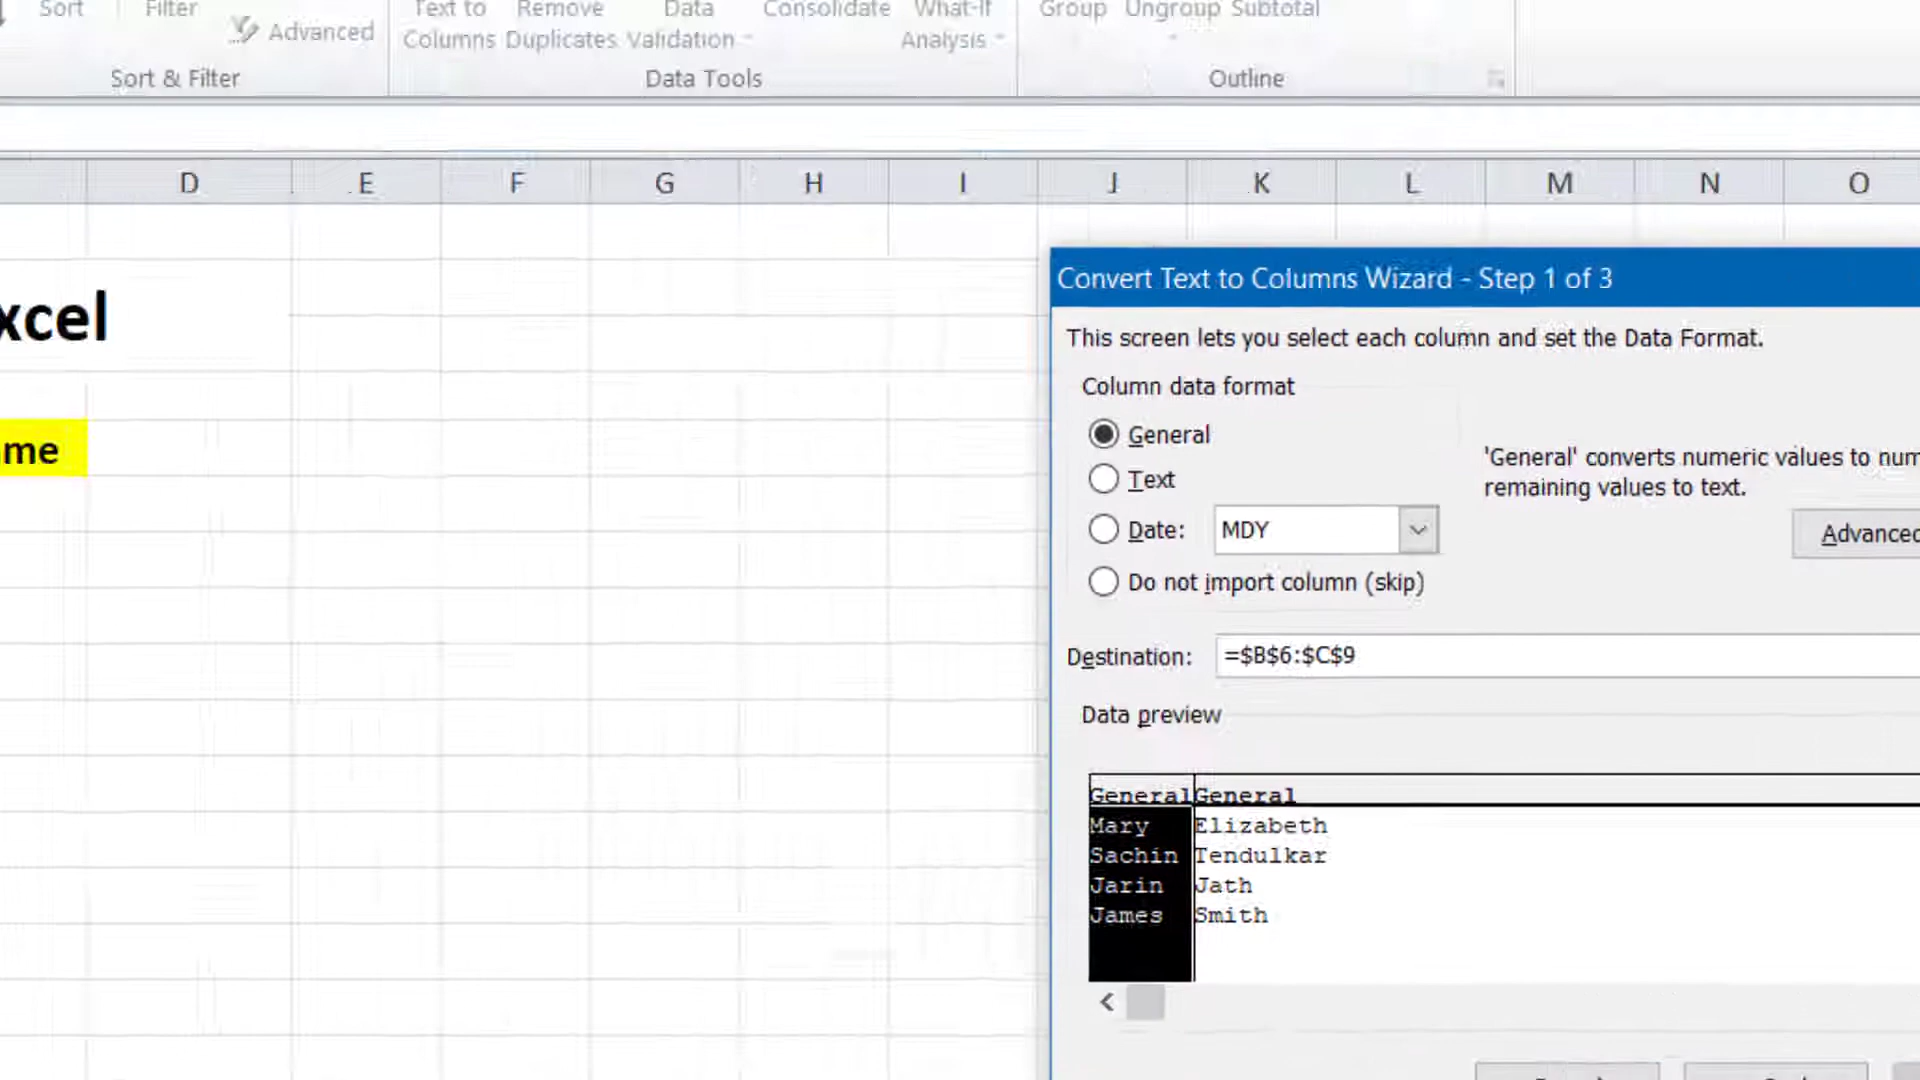 Sort Filter Text to Remove Data Consolidate What-If Group Ungroup Subtotal
Advanced Columns Duplicates Validation Analysis
Sort & Filter Data Tools Outline
D E F G H I J K L M N O
Convert Text to Columns Wizard - Step 1 of 3
This screen lets you select each column and set the Data Format.
xcel
Column data format
General
me
'General' converts numeric values to num
Text
remaining values to text.
Date: MDY
Advanced
Do not import column (skip)
Destination: =$B$6:$C$9
Data preview
General General
Mary Elizabeth
Sachin Tendulkar
Jarin Jath
James Smith